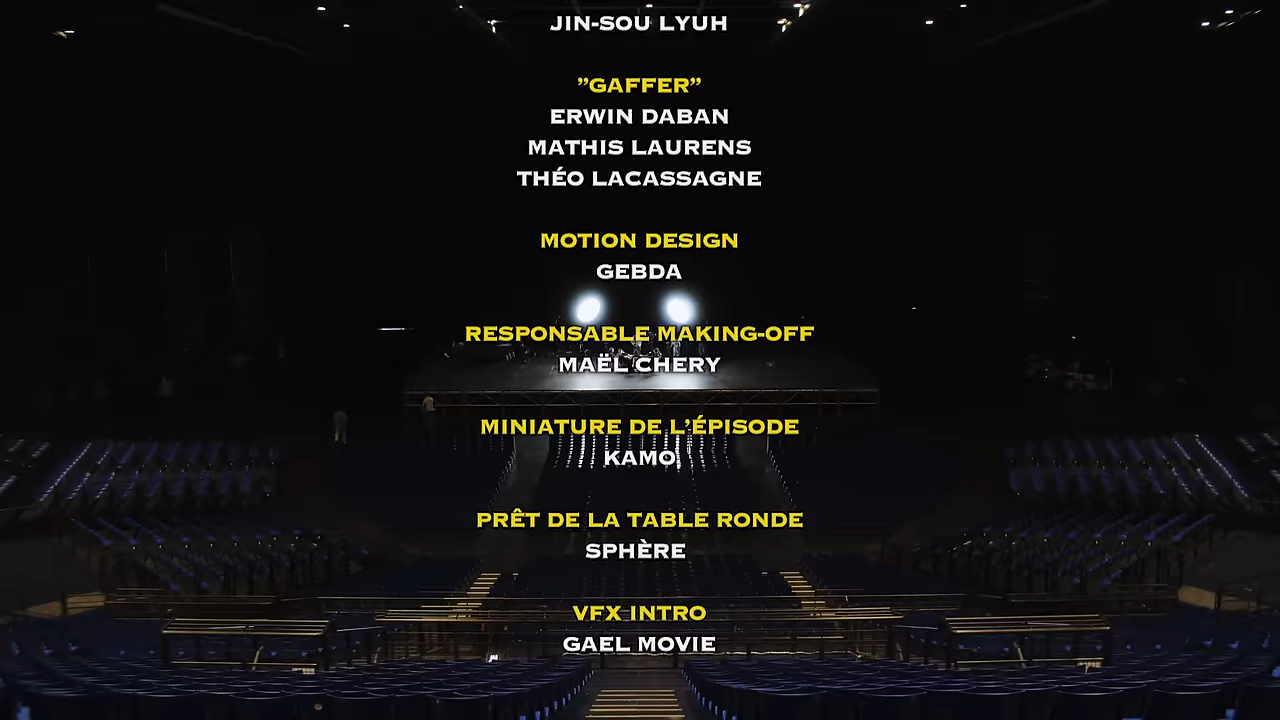 JIN-SOU LYUH
”GAFFER”
ERWIN DABAN
MATHIS LAURENS
THÉO LACASSAGNE
MOTION DESIGN
GEBDA
RESPONSABLE MAKING-OFF
MAËL CHERY
MINIATURE DE L’ÉPISODE
KAMO
PRÊT DE LA TABLE RONDE
SPHÈRE
VFX INTRO
GAEL MOVIE